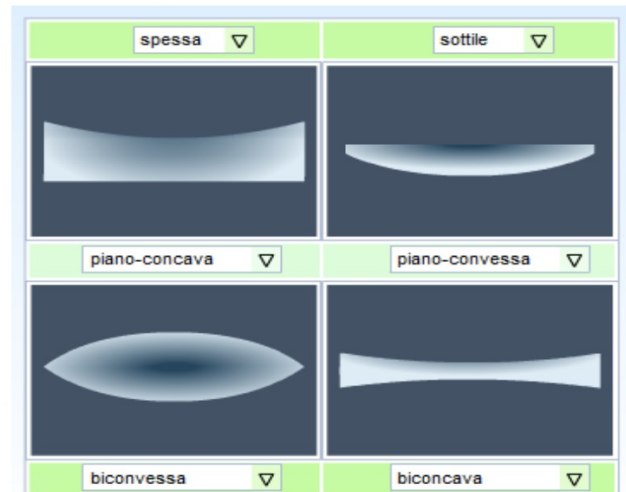 spessa
sottile
piano-concava
piano-convessa
biconvessa
biconcava